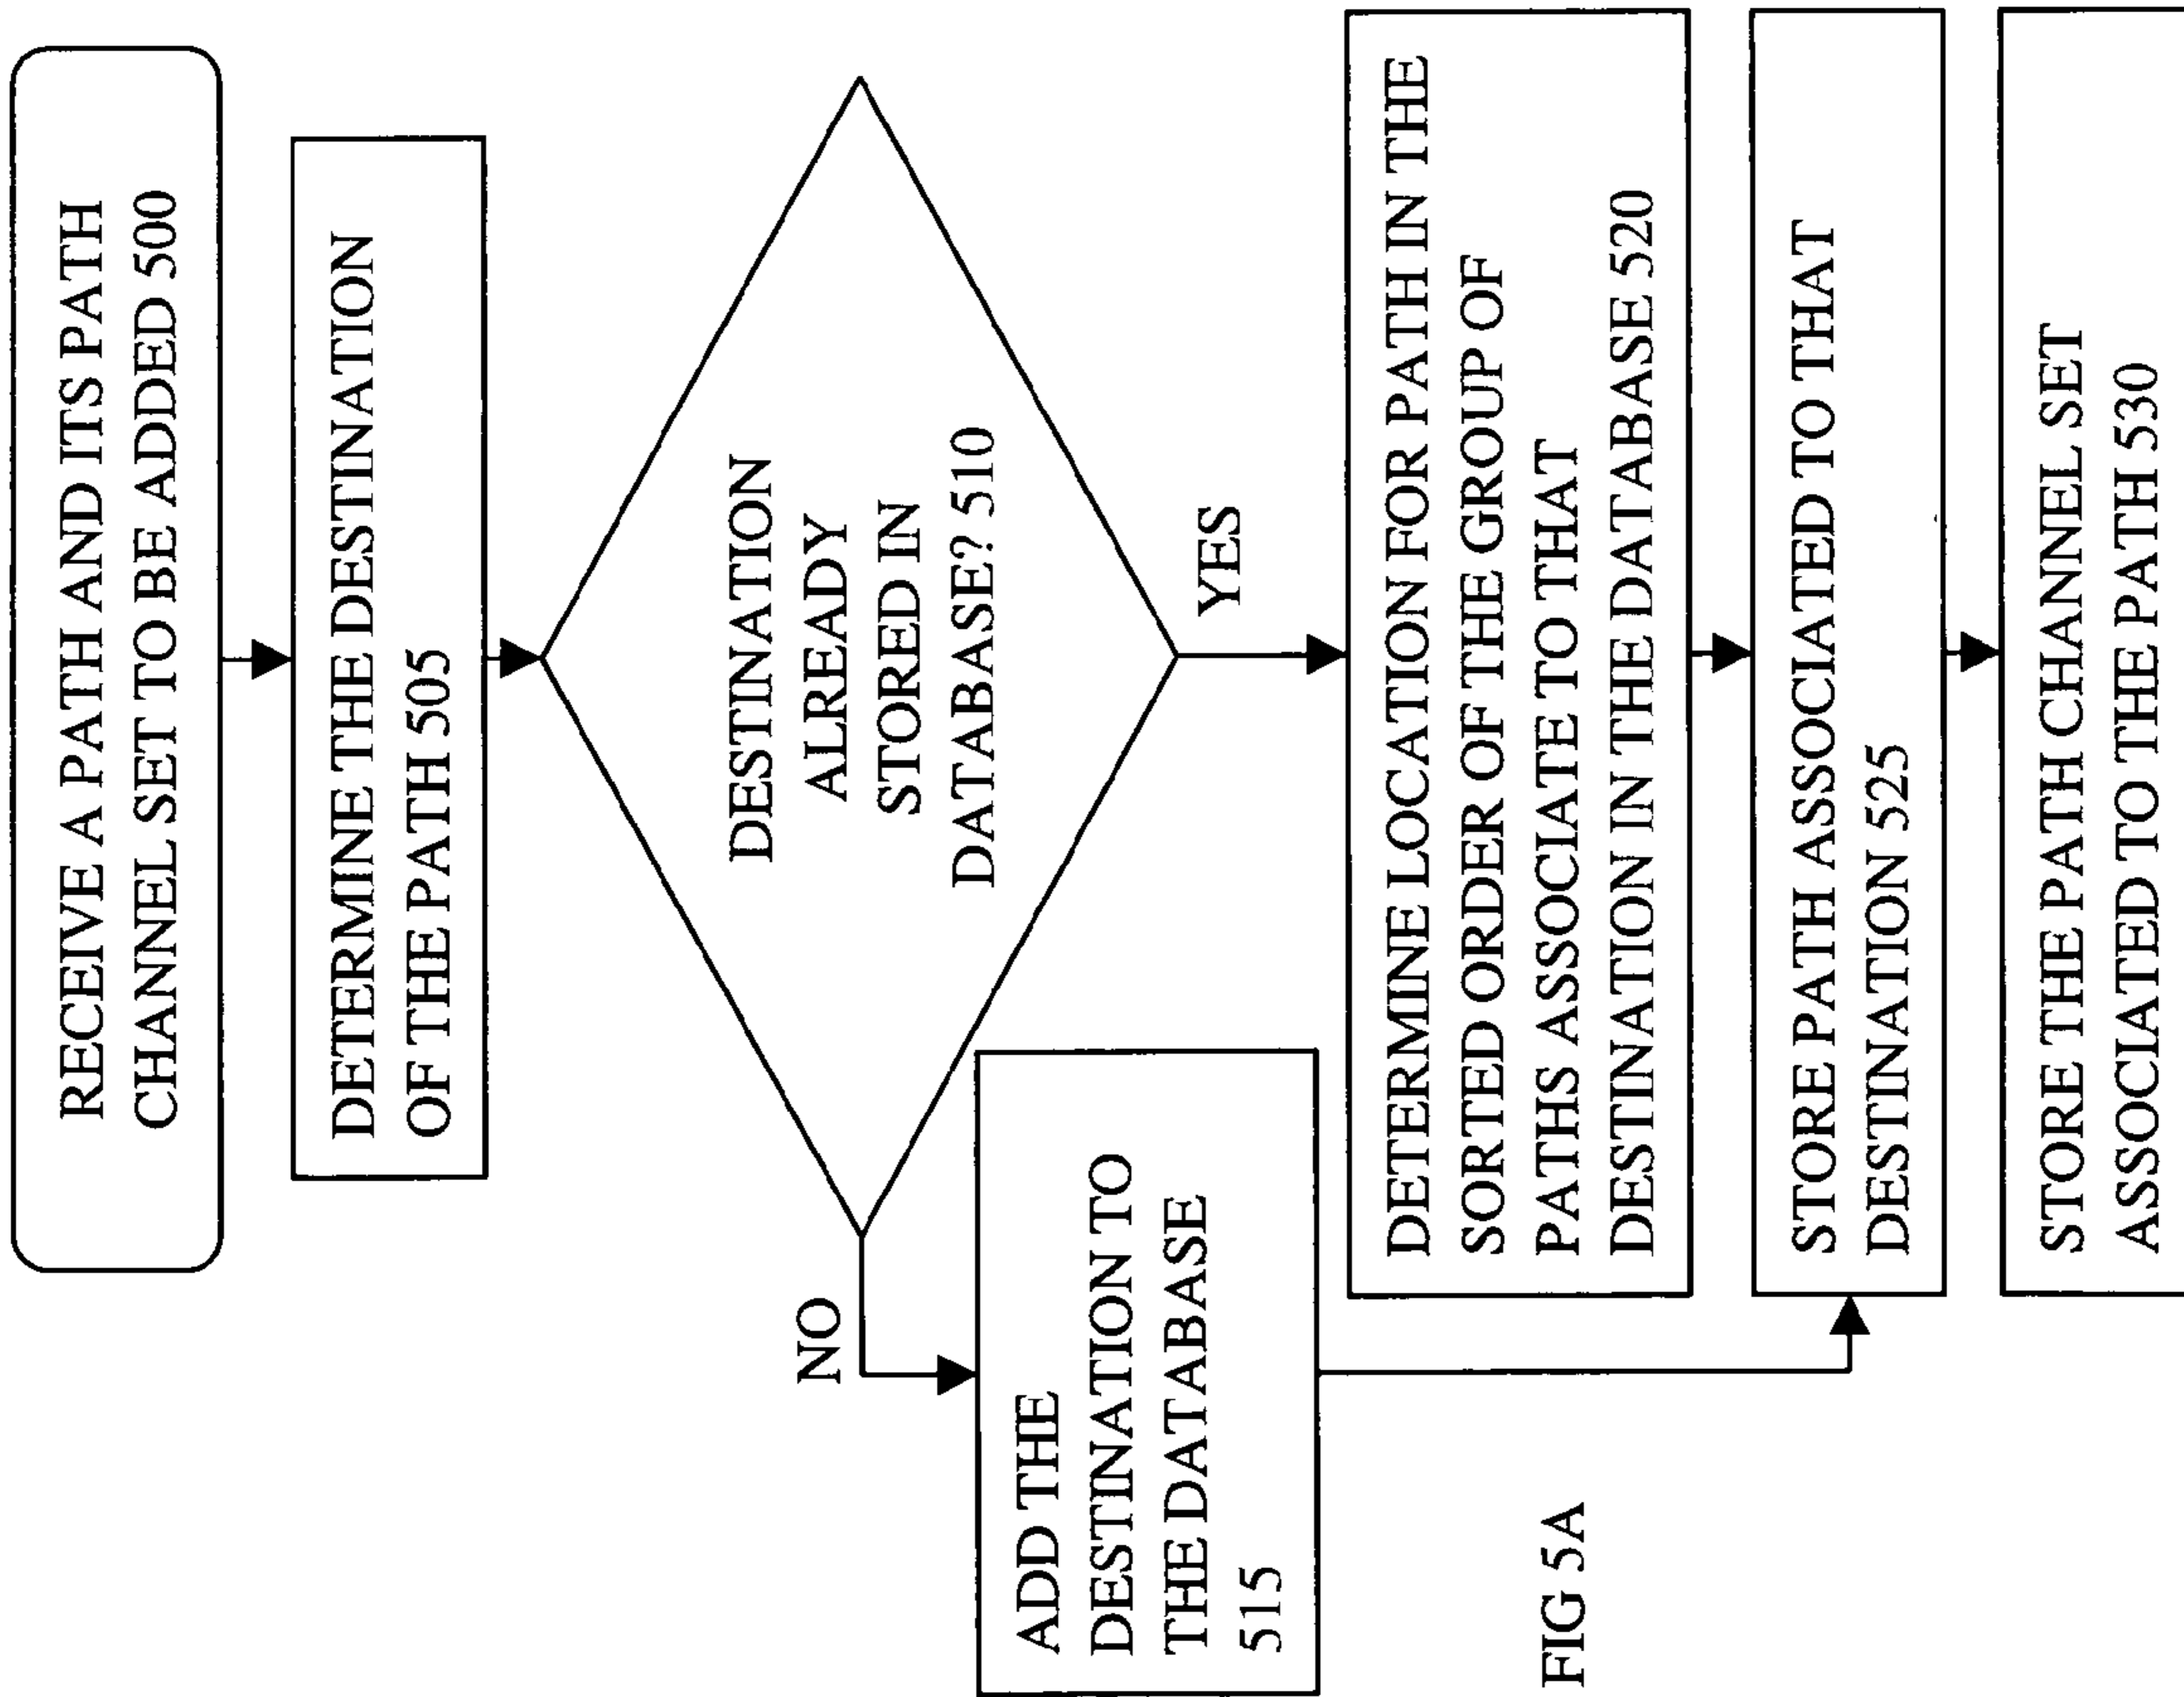 RECEIVE A PATH AND ITS PATH
CHANNEL SET TO BE ADDED 500
DETERMINE THE DESTINATION
OF THE PATH 505
DESTINATION
ALREADY
STORED IN
DATABASE? 510
NO
YES
ADD THE
DESTINATION TO
THE DATABASE
515
DETERMINE LOCATION FOR PATH IN THE
SORTED ORDER OF THE GROUP OF
PATHS ASSOCIATE TO THAT
DESTINATION IN THE DATABASE 520
STORE PATH ASSOCIATED TO THAT
DESTINATION 525
STORE THE PATH CHANNEL SET
ASSOCIATED TO THE PATH 530
FIG 5A